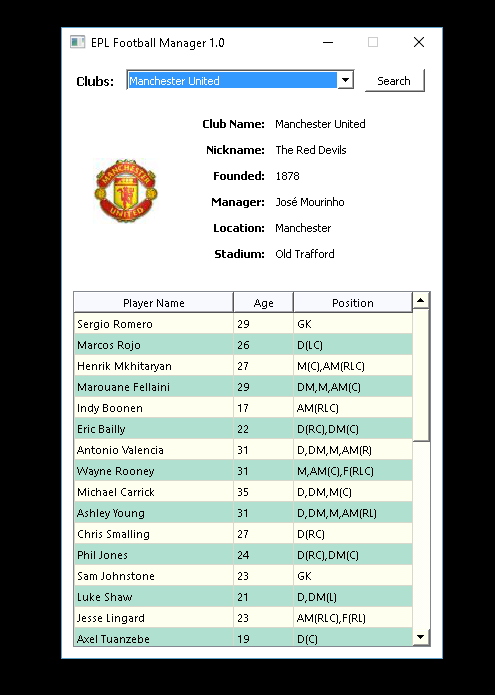 EPL Football Manager 1.0
Clubs: Manchester United Search
Club Name: Manchester United
Nickname: The Red Devils
Founded: 1878
Manager: José Mourinho
Location: Manchester
Stadium: Old Trafford
MANCHESTER
UNITED
Player Name Age Position
Sergio Romero 29 GK
Marcos Rojo 26 D(LC)
Henrik Mkhitaryan 27 M(C),AM(RLC)
Marouane Fellaini 29 DM,M,AM(C)
Indy Boonen 17 AM(RLC)
Eric Bailly 22 D(RC),DM(C)
Antonio Valencia 31 D,DM,M,AM(R)
Wayne Rooney 31 M,AM(C),F(RLC)
Michael Carrick 35 D,DM,M(C)
Ashley Young 31 D,DM,M,AM(RL)
Chris Smalling 27 D(RC)
Phil Jones 24 D(RC),DM(C)
Sam Johnstone 23 GK
Luke Shaw 21 D,DM(L)
Jesse Lingard 23 AM(RLC),F(RL)
Axel Tuanzebe 19 D(C)